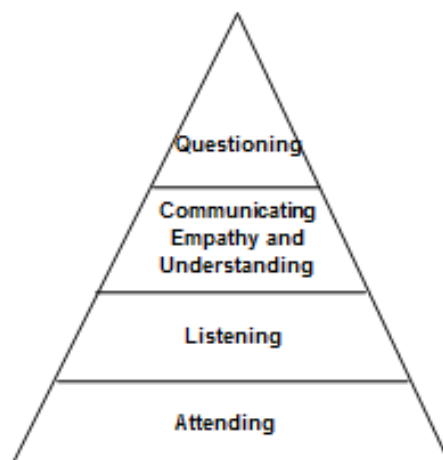 Questioning
Communicating
Empathy and
Understanding
Listening
Attending